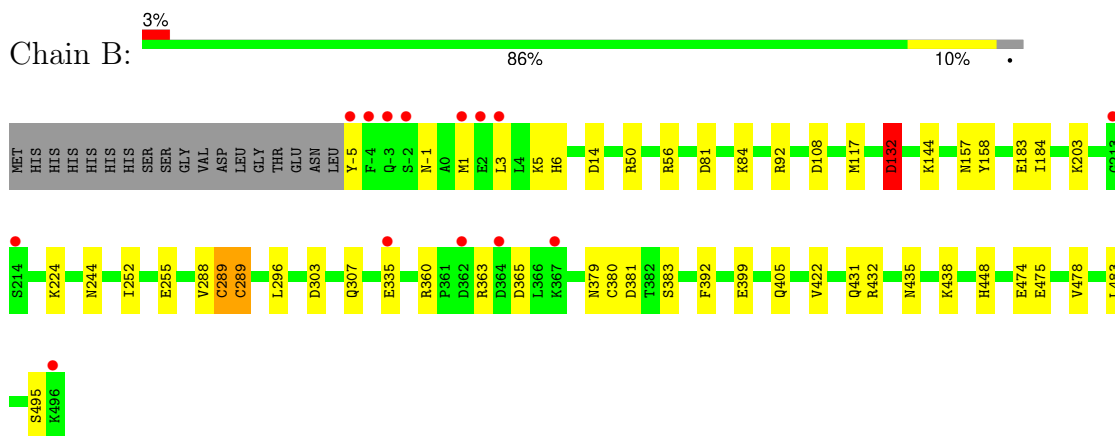 3%
Chain B:
86% 10% •
MET HIS HIS HIS HIS HIS HIS SER SER GLY VAL ASP LEU GLY THR GLU ASN LEU Y-5 F-4 Q-3 S-2 N-1 A0 M1 E2 L3 L4 K5 H6 D14 R50 R56 D81 K84 R92 D108 M117 D132 K144 N157 Y158 E183 I184 K203 G213
S214 K224 N244 I252 E255 V288 C289 C289 L296 D303 Q307 E335 R360 P361 D362 R363 D364 D365 L366 K367 N379 C380 D381 T382 S383 F392 E399 Q405 V422 Q431 R432 N435 K438 H448 E474 E475 V478 L483
S495 K496